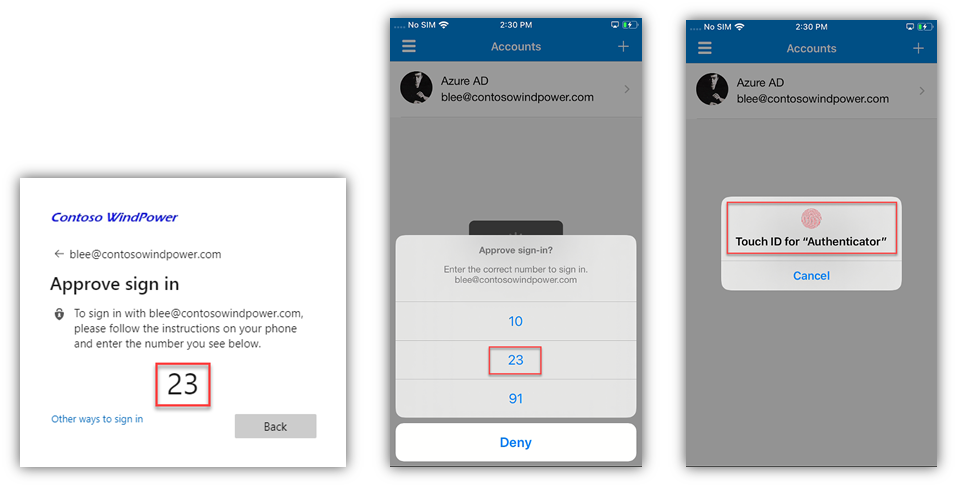 Contoso WindPower
← blee@contosowindpower.com
Approve sign in
To sign in with blee@contosowindpower.com,
please follow the instructions on your phone
and enter the number you see below.
23
Other ways to sign in
Back
No SIM 2:30 PM
Accounts
Azure AD
blee@contosowindpower.com
Approve sign-in?
Enter the correct number to sign in.
blee@contosowindpower.com
10
23
91
Deny
No SIM 2:30 PM
Accounts
Azure AD
blee@contosowindpower.com
Touch ID for “Authenticator”
Cancel